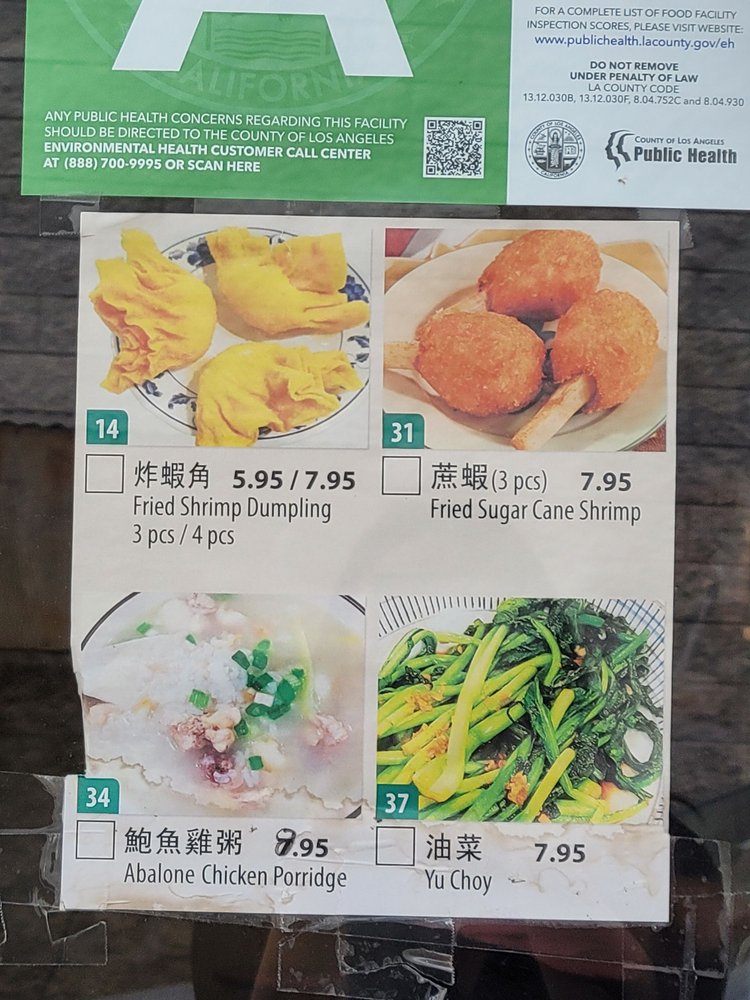 A
CALIFORNIA
ANY PUBLIC HEALTH CONCERNS REGARDING THIS FACILITY
SHOULD BE DIRECTED TO THE COUNTY OF LOS ANGELES
ENVIRONMENTAL HEALTH CUSTOMER CALL CENTER
AT (888) 700-9995 OR SCAN HERE
FOR A COMPLETE LIST OF FOOD FACILITY
INSPECTION SCORES, PLEASE VISIT WEBSITE:
www.publichealth.lacounty.gov/eh
DO NOT REMOVE
UNDER PENALTY OF LAW
LA COUNTY CODE
13.12.030B, 13.12.030F, 8.04.752C and 8.04.930
COUNTY OF LOS ANGELES
Public Health
14
炸蝦角 5.95 / 7.95
Fried Shrimp Dumpling
3 pcs / 4 pcs
31
蔗蝦 (3 pcs) 7.95
Fried Sugar Cane Shrimp
34
鮑魚雞粥 .95
Abalone Chicken Porridge
37
油菜 7.95
Yu Choy